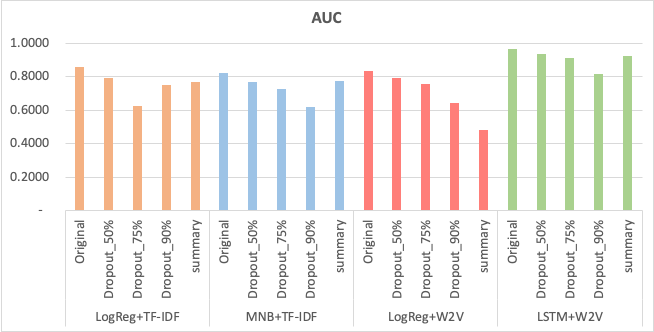 AUC
1.0000
0.8000
0.6000
0.4000
0.2000
-
Original
Dropout_50%
Dropout_75%
Dropout_90%
summary
Original
Dropout_50%
Dropout_75%
Dropout_90%
summary
Original
Dropout_50%
Dropout_75%
Dropout_90%
summary
Original
Dropout_50%
Dropout_75%
Dropout_90%
summary
LogReg+TF-IDF
MNB+TF-IDF
LogReg+W2V
LSTM+W2V